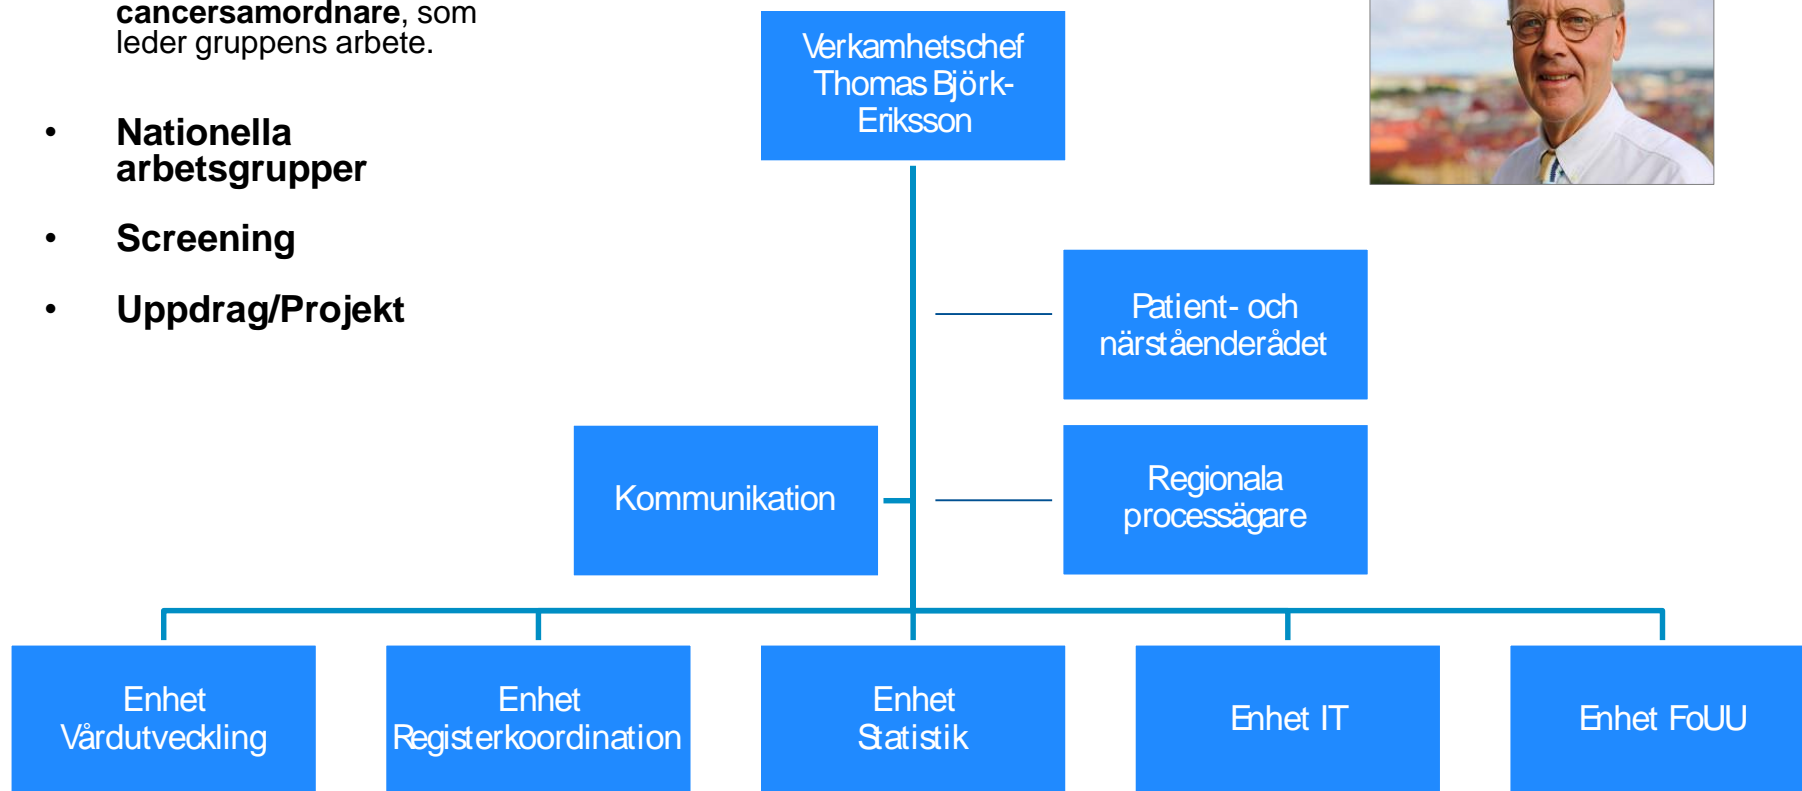 cancersamordnare, som
leder gruppens arbete.
• Nationella
arbetsgrupper
• Screening
• Uppdrag/Projekt
Verkamhetschef
Thomas Björk-
Eriksson
Patient- och
närståenderådet
Kommunikation
Regionala
processägare
Enhet
Vårdutveckling
Enhet
Registerkoordination
Enhet
Statistik
Enhet IT
Enhet FoUU